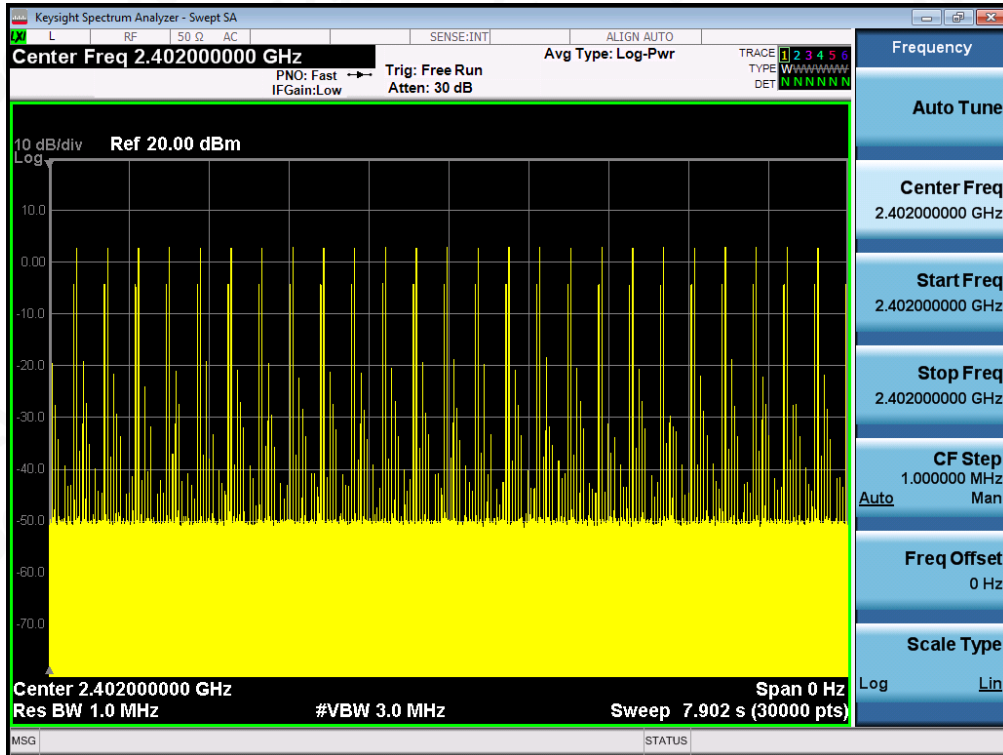 Keysight Spectrum Analyzer - Swept SA
LXI L RF 50 Ω AC SENSE:INT ALIGN AUTO
Center Freq 2.402000000 GHz
PNO: Fast
IFGain:Low
Trig: Free Run
Atten: 30 dB
Avg Type: Log-Pwr
TRACE 1 2 3 4 5 6
TYPE W W W W W W
DET N N N N N N
10 dB/div Ref 20.00 dBm
Log
10.0
0.00
-10.0
-20.0
-30.0
-40.0
-50.0
-60.0
-70.0
Center 2.402000000 GHz Span 0 Hz
Res BW 1.0 MHz #VBW 3.0 MHz Sweep 7.902 s (30000 pts)
MSG STATUS
Frequency
Auto Tune
Center Freq
2.402000000 GHz
Start Freq
2.402000000 GHz
Stop Freq
2.402000000 GHz
CF Step
1.000000 MHz
Auto Man
Freq Offset
0 Hz
Scale Type
Log Lin